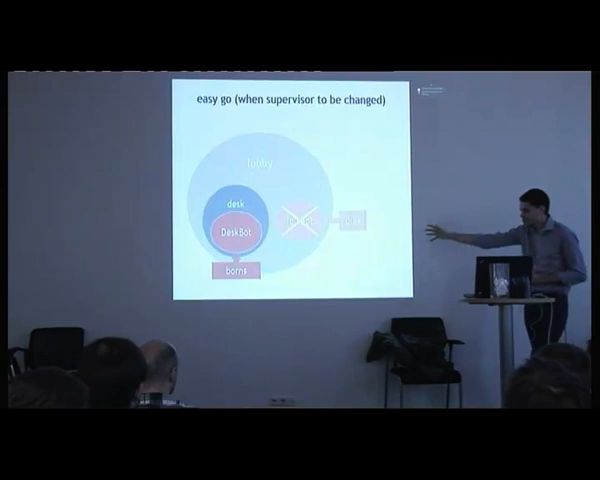 easy go (when supervisor to be changed)
lobby
desk
DeskBot
borns